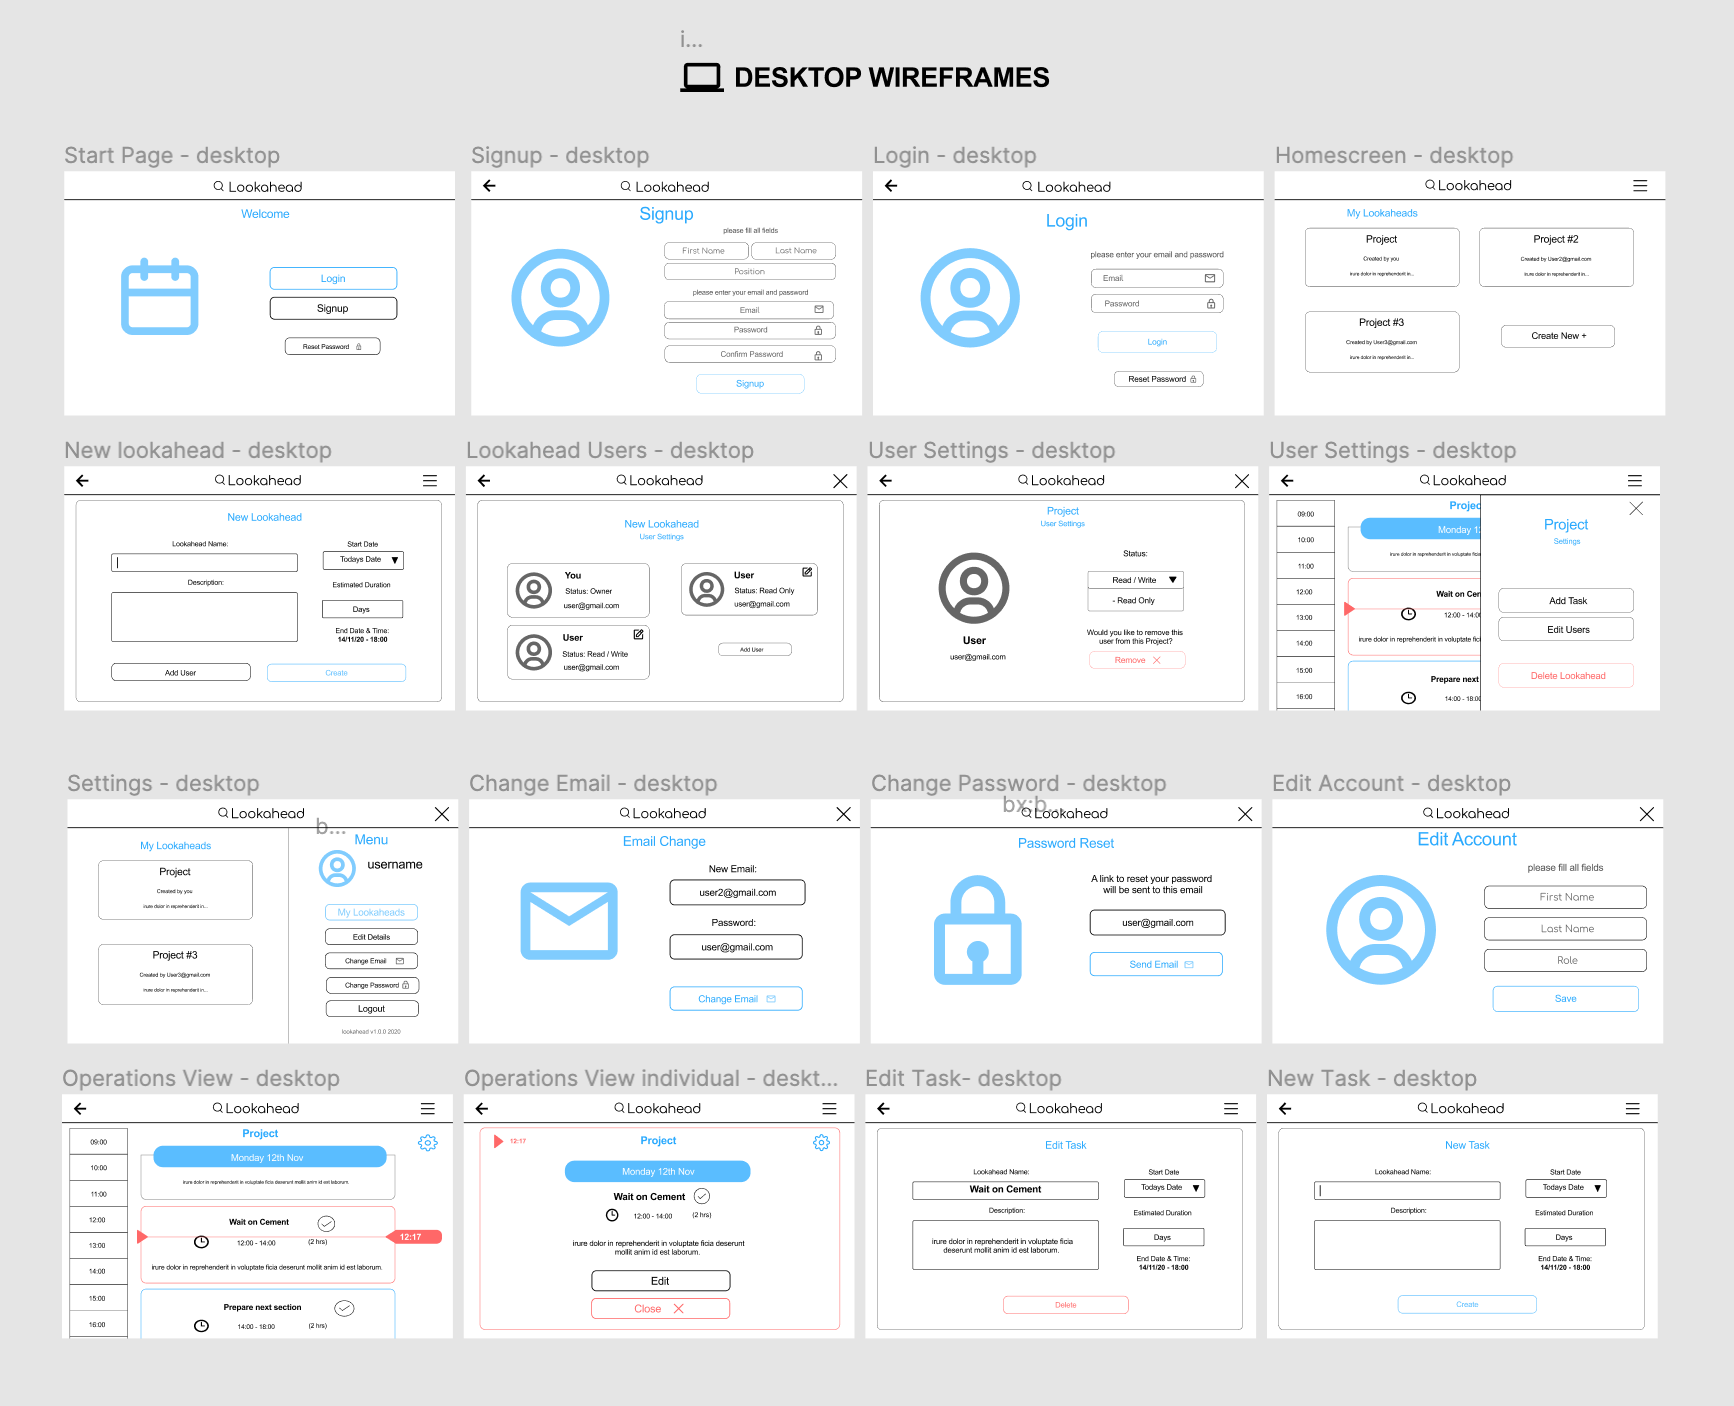 i...
DESKTOP WIREFRAMES
Start Page - desktop
Lookahead
Welcome
Login
Signup
Reset Password
Signup - desktop
Lookahead
Signup
please fill all fields
First Name
Last Name
Position
please enter your email and password
Email
Password
Confirm Password
Signup
Login - desktop
Lookahead
Login
please enter your email and password
Email
Password
Login
Reset Password
Homescreen - desktop
Lookahead
My Lookaheads
Project
Created by you
irure dolor in reprehenderit in...
Project #2
Created by User2@gmail.com
irure dolor in reprehenderit in...
Project #3
Created by User3@gmail.com
irure dolor in reprehenderit in...
Create New +
New lookahead - desktop
Lookahead
New Lookahead
Lookahead Name:
Description:
Start Date
Todays Date
Estimated Duration
Days
End Date & Time:
14/11/20 - 18:00
Add User
Create
Lookahead Users - desktop
Lookahead
New Lookahead
User Settings
You
Status: Owner
user@gmail.com
User
Status: Read Only
user@gmail.com
User
Status: Read / Write
user@gmail.com
Add User
User Settings - desktop
Lookahead
Project
User Settings
User
user@gmail.com
Status:
Read / Write
- Read Only
Would you like to remove this
user from this Project?
Remove
User Settings - desktop
Lookahead
09:00
10:00
11:00
12:00
13:00
14:00
15:00
16:00
Projec
Monday 12
irure dolor in reprehenderit in voluptate ficia
Wait on Cem
12:00 - 14:00
irure dolor in reprehenderit in voluptate fic
Prepare next
14:00 - 18:00
Project
Settings
Add Task
Edit Users
Delete Lookahead
Settings - desktop
Lookahead
b...
My Lookaheads
Project
Created by you
irure dolor in reprehenderit in...
Project #3
Created by User3@gmail.com
irure dolor in reprehenderit in...
Menu
username
My Lookaheads
Edit Details
Change Email
Change Password
Logout
lookahead v1.0.0 2020
Change Email - desktop
Lookahead
Email Change
New Email:
user2@gmail.com
Password:
user@gmail.com
Change Email
Change Password - desktop
bx:b...
Lookahead
Password Reset
A link to reset your password
will be sent to this email
user@gmail.com
Send Email
Edit Account - desktop
Lookahead
Edit Account
please fill all fields
First Name
Last Name
Role
Save
Operations View - desktop
Lookahead
09:00
10:00
11:00
12:00
13:00
14:00
15:00
16:00
Project
Monday 12th Nov
irure dolor in reprehenderit in voluptate ficia deserunt mollit anim id est laborum.
Wait on Cement
12:00 - 14:00
(2 hrs)
12:17
irure dolor in reprehenderit in voluptate ficia deserunt mollit anim id est laborum.
Prepare next section
14:00 - 18:00
(2 hrs)
Operations View individual - deskt...
Lookahead
12:17
Project
Monday 12th Nov
Wait on Cement
12:00 - 14:00
(2 hrs)
irure dolor in reprehenderit in voluptate ficia deserunt
mollit anim id est laborum.
Edit
Close
Edit Task- desktop
Lookahead
Edit Task
Lookahead Name:
Wait on Cement
Description:
irure dolor in reprehenderit in voluptate ficia
deserunt mollit anim id est laborum.
Start Date
Todays Date
Estimated Duration
Days
End Date & Time:
14/11/20 - 18:00
Delete
New Task - desktop
Lookahead
New Task
Lookahead Name:
Description:
Start Date
Todays Date
Estimated Duration
Days
End Date & Time:
14/11/20 - 18:00
Create